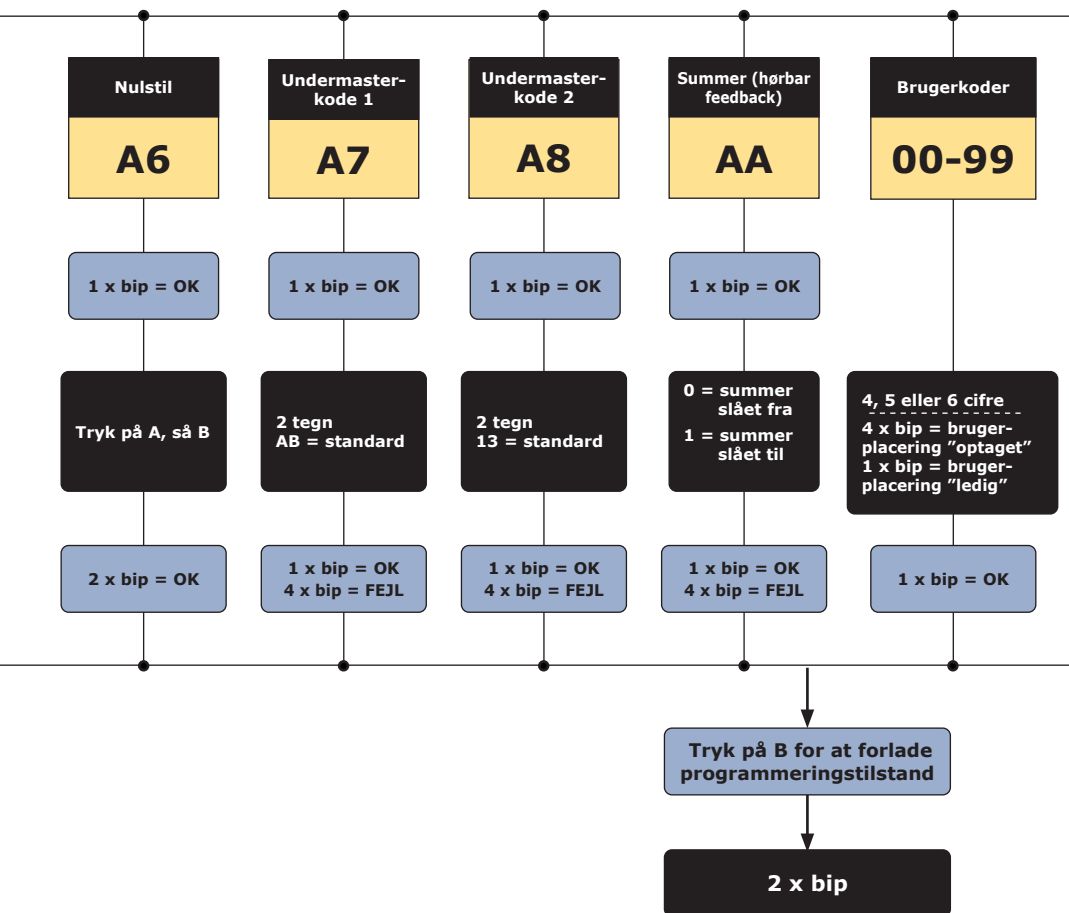 Nulstil
A6
1 x bip = OK
Tryk på A, så B
2 x bip = OK
Undermaster-
kode 1
A7
1 x bip = OK
2 tegn
AB = standard
1 x bip = OK
4 x bip = FEJL
Undermaster-
kode 2
A8
1 x bip = OK
2 tegn
13 = standard
1 x bip = OK
4 x bip = FEJL
Summer (hørbar
feedback)
AA
1 x bip = OK
0 = summer
slået fra
1 = summer
slået til
1 x bip = OK
4 x bip = FEJL
Brugerkoder
00-99
4, 5 eller 6 cifre
4 x bip = bruger-
placering ”optaget”
1 x bip = bruger-
placering ”ledig”
1 x bip = OK
Tryk på B for at forlade
programmeringstilstand
2 x bip